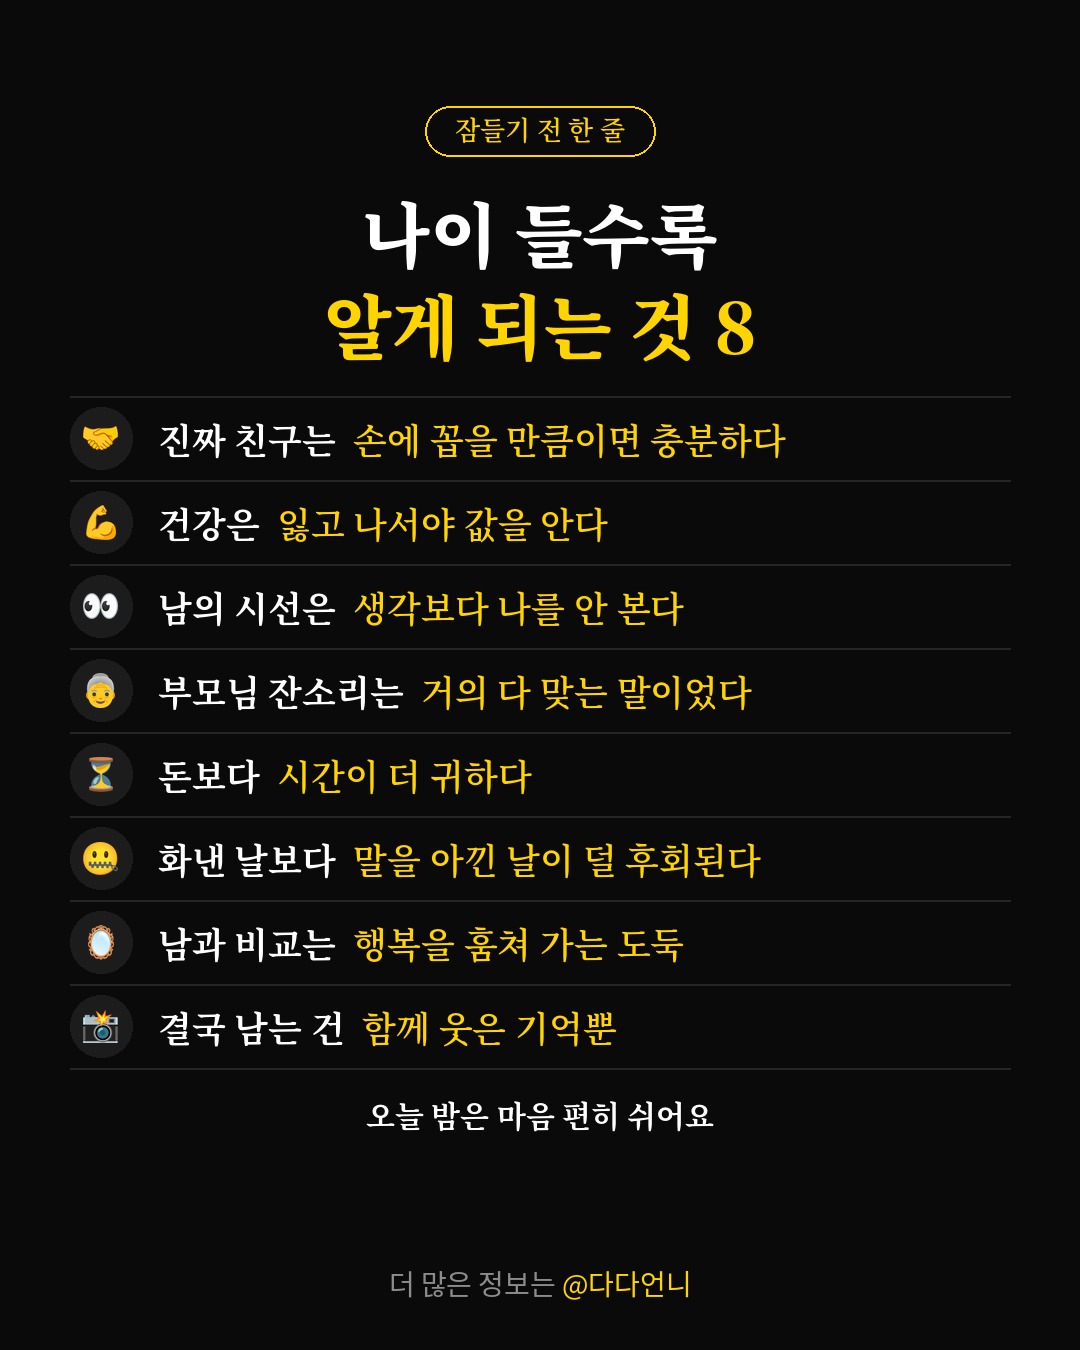 잠들기 전 한 줄
나이 들수록
알게 되는 것 8
진짜 친구는 손에 꼽을 만큼이면 충분하다
건강은 잃고 나서야 값을 안다
남의 시선은 생각보다 나를 안 본다
부모님 잔소리는 거의 다 맞는 말이었다
돈보다 시간이 더 귀하다
화낸 날보다 말을 아낀 날이 덜 후회된다
남과 비교는 행복을 훔쳐 가는 도둑
결국 남는 건 함께 웃은 기억뿐
오늘 밤은 마음 편히 쉬어요
더 많은 정보는 @다다언니